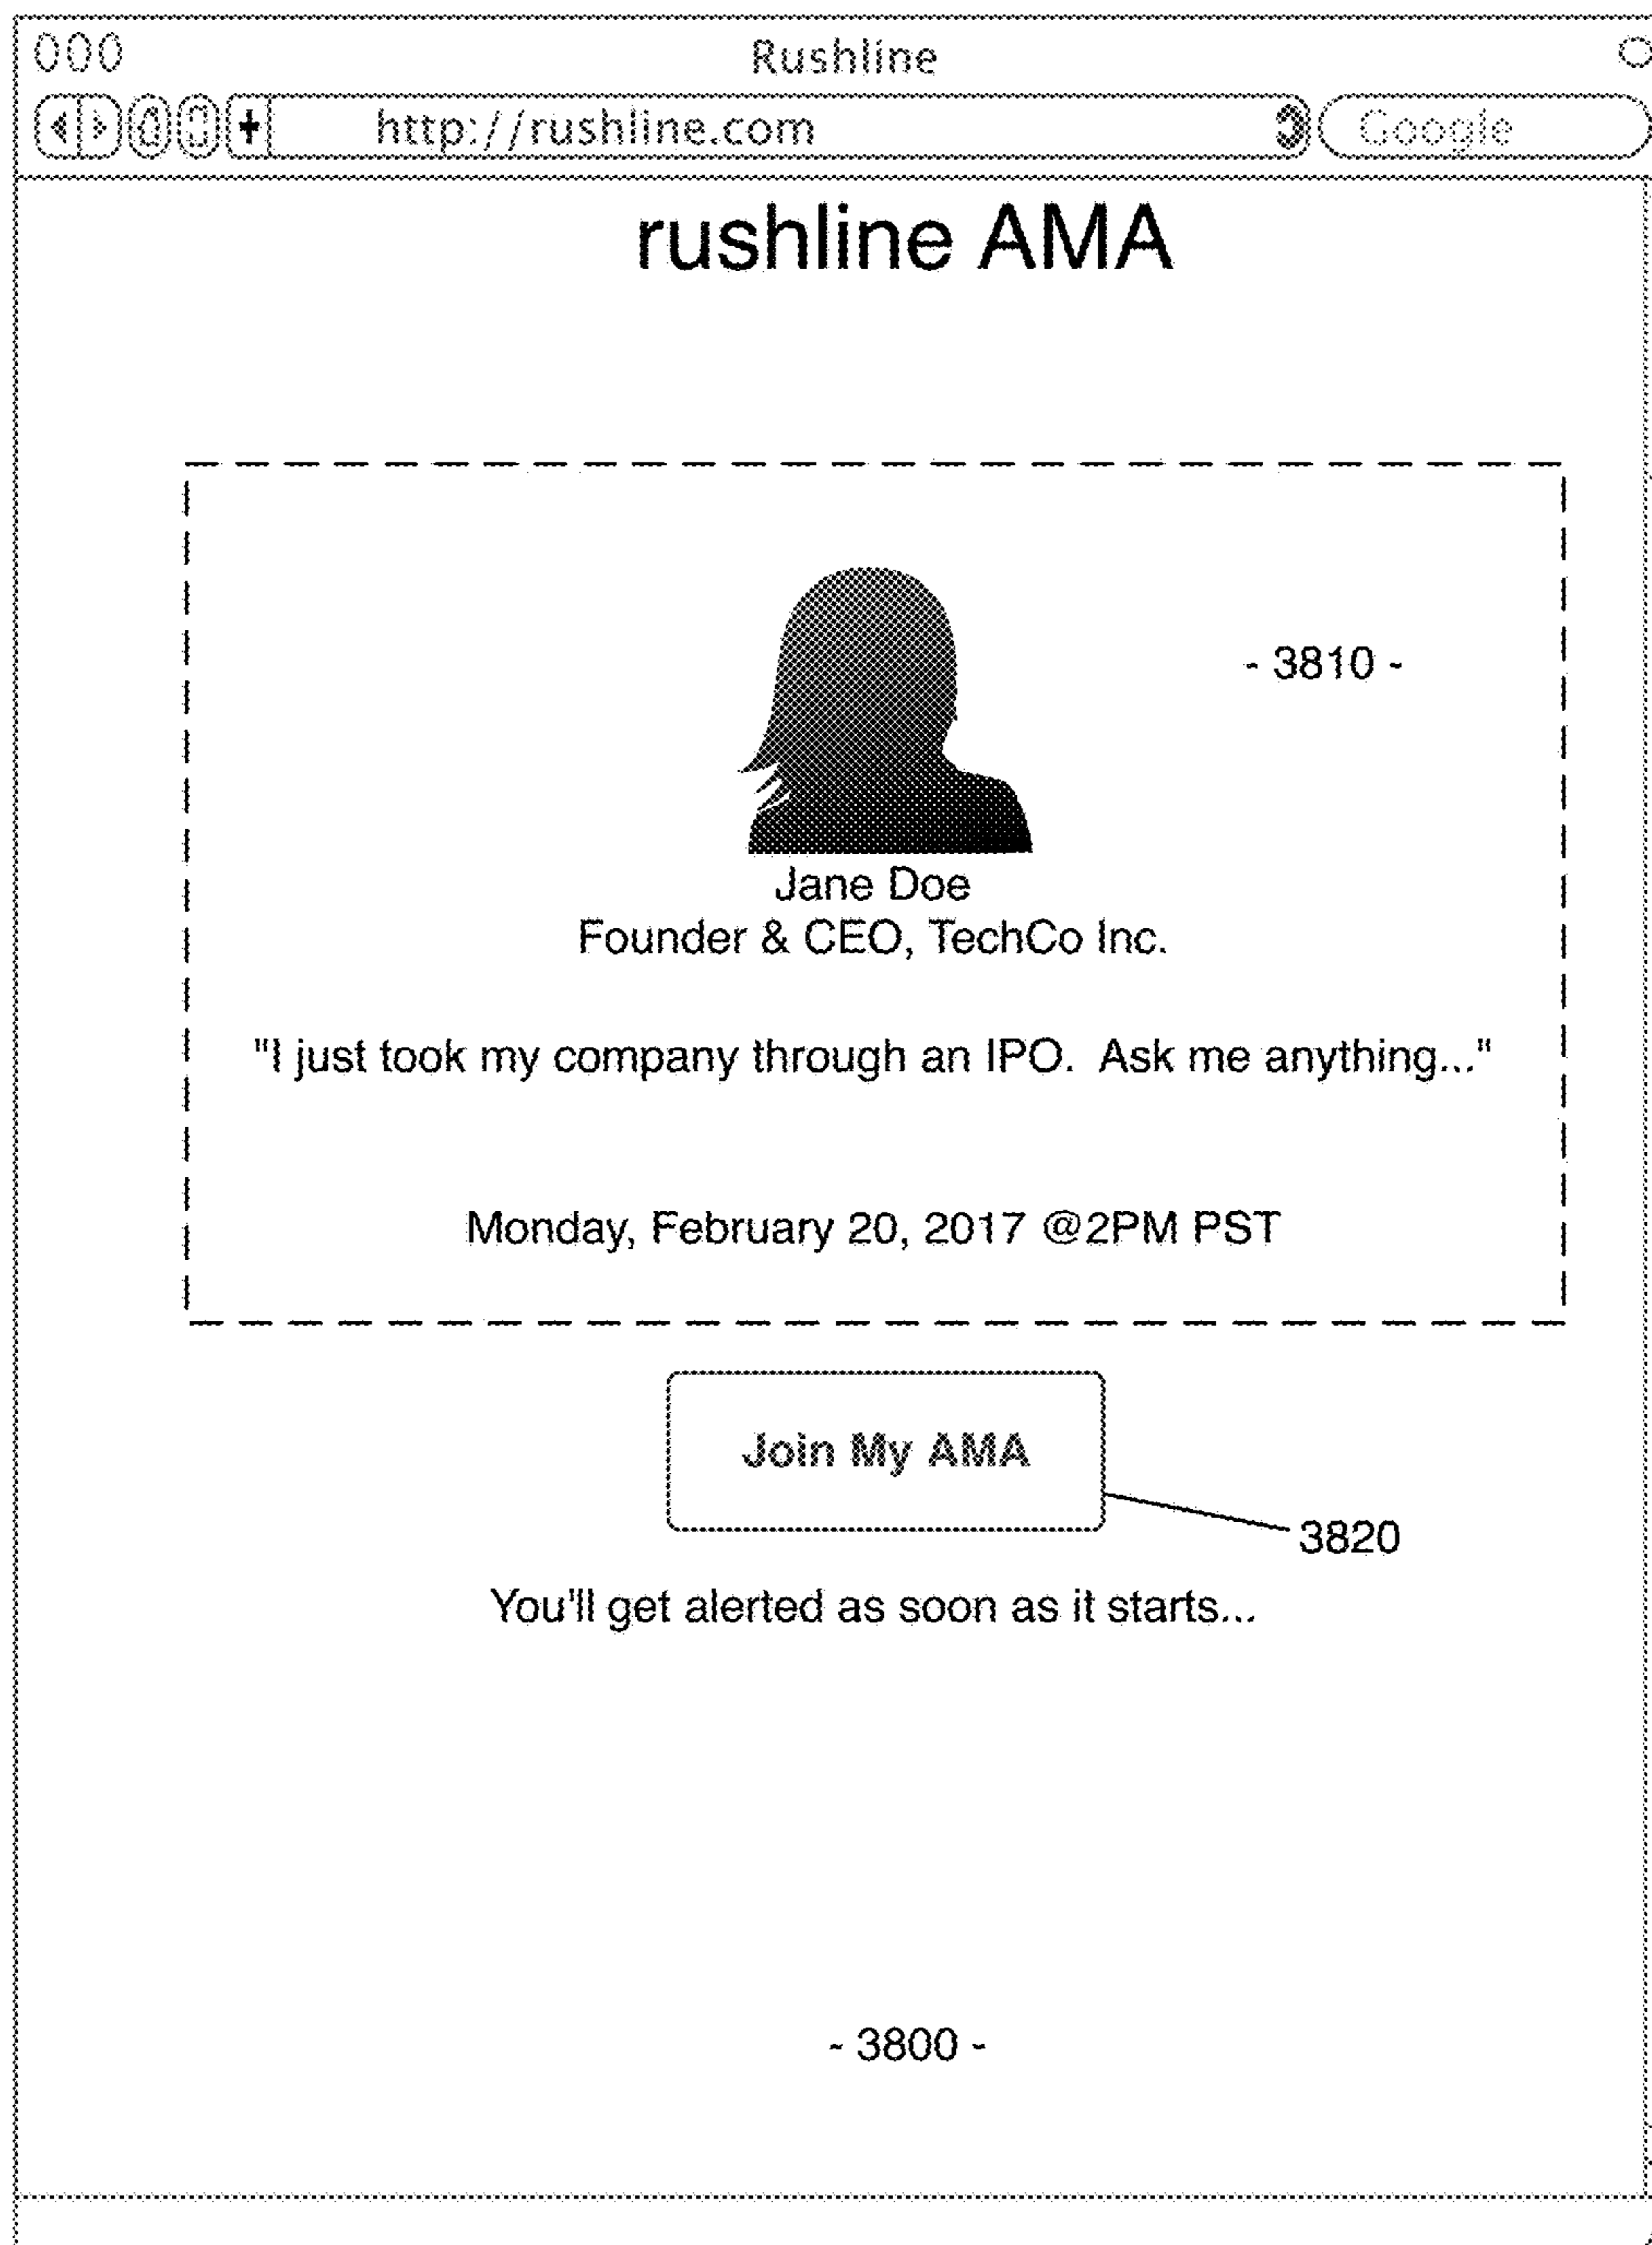 Rushline
http://rushline.com
Google
rushline AMA
- 3810 -
Jane Doe
Founder & CEO, TechCo Inc.
"I just took my company through an IPO.  Ask me anything..."
Monday, February 20, 2017 @2PM PST
Join My AMA
3820
You'll get alerted as soon as it starts...
- 3800 -